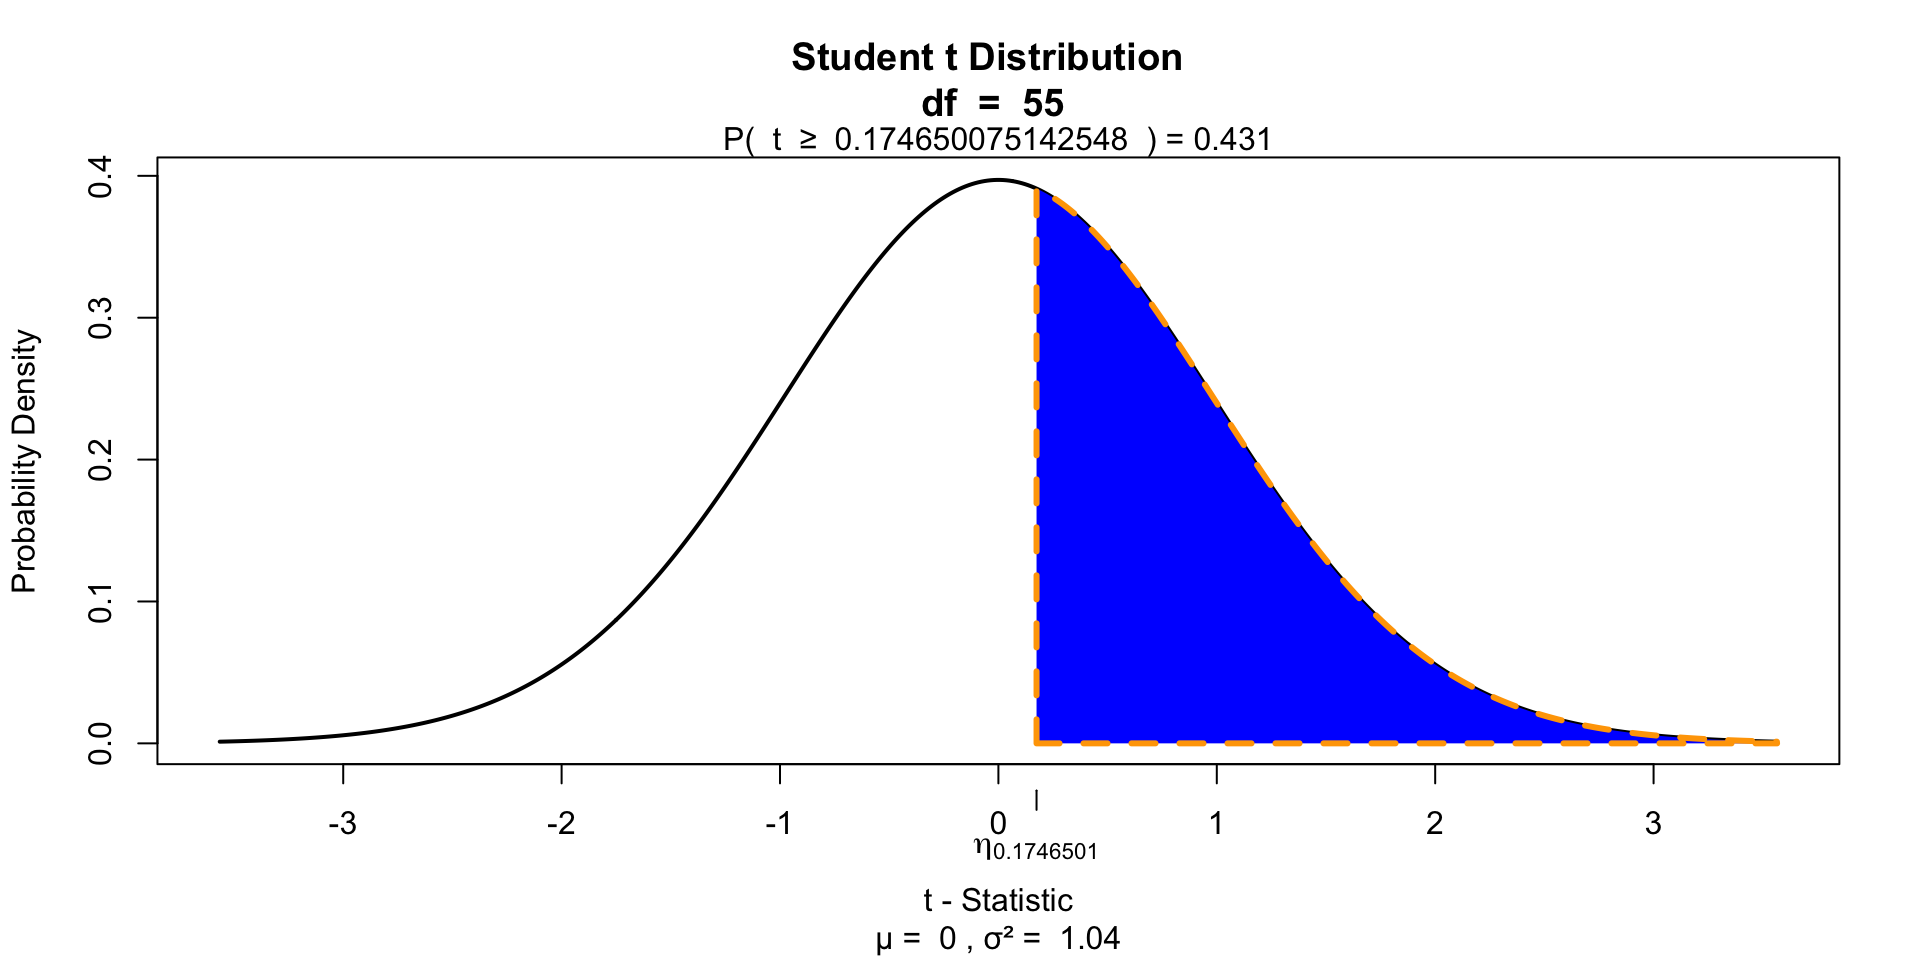 Student t Distribution
df = 55
P( t ≥ 0.174650075142548 ) = 0.431
Probability Density
0.4
0.3
0.2
0.1
0.0
-3 -2 -1 0 1 2 3
η0.1746501
t - Statistic
μ = 0 , σ² = 1.04